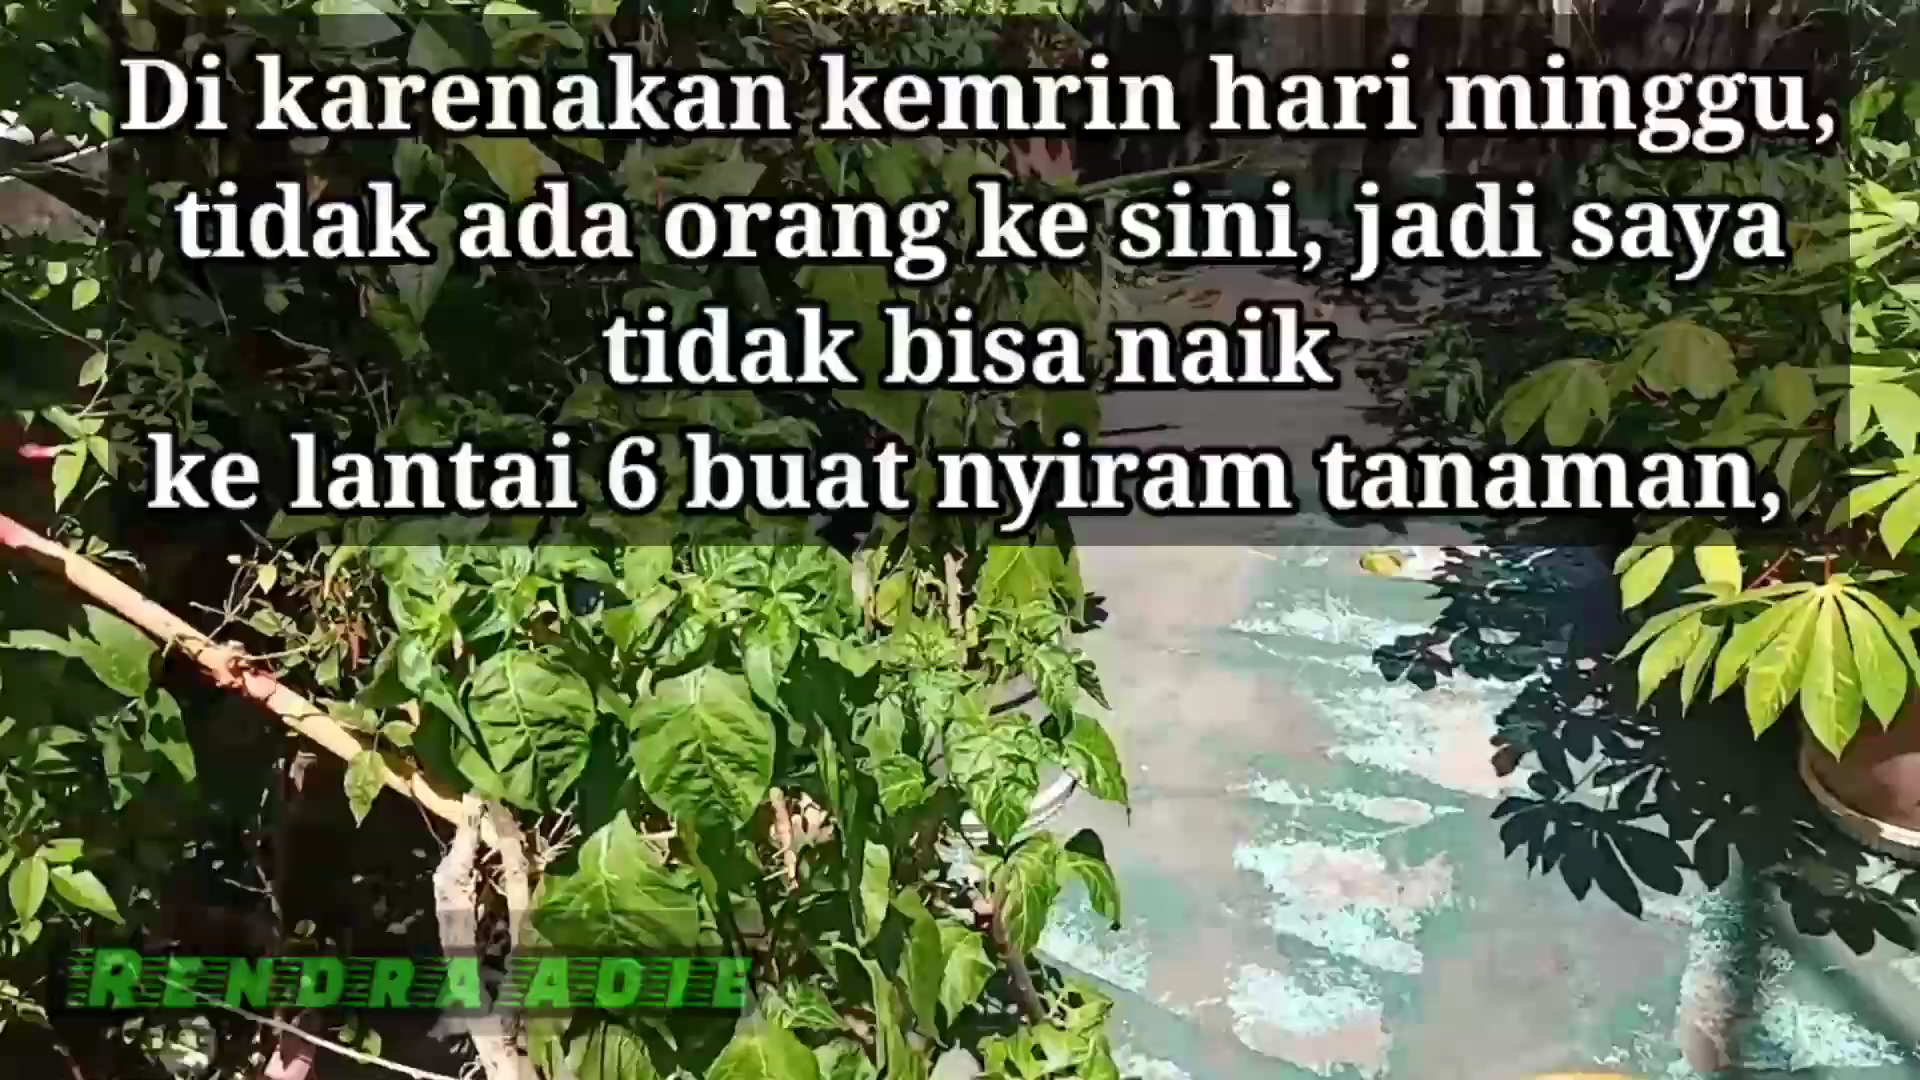 Di karenakan kemrin hari minggu,
tidak ada orang ke sini, jadi saya
tidak bisa naik
ke lantai 6 buat nyiram tanaman,
RENDRA ADIE